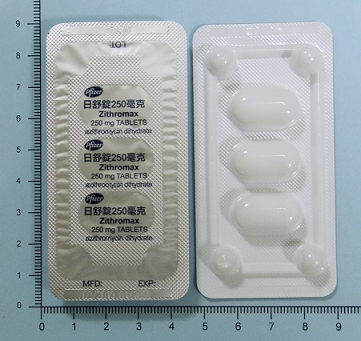 LOT
Pfizer
日舒錠250毫克
Zithromax
250 mg TABLETS
azithromycin dihydrate
Pfizer
日舒錠250毫克
Zithromax
250 mg TABLETS
azithromycin dihydrate
Pfizer
日舒錠250毫克
Zithromax
250 mg TABLETS
azithromycin dihydrate
MFD: EXP:
9
8
7
6
5
4
3
2
1
0
0 1 2 3 4 5 6 7 8 9